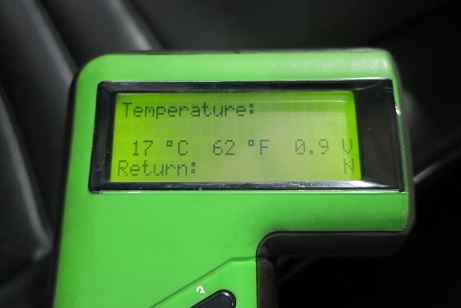 Temperature:
17 °C 62 °F 0.9 V
Return: N